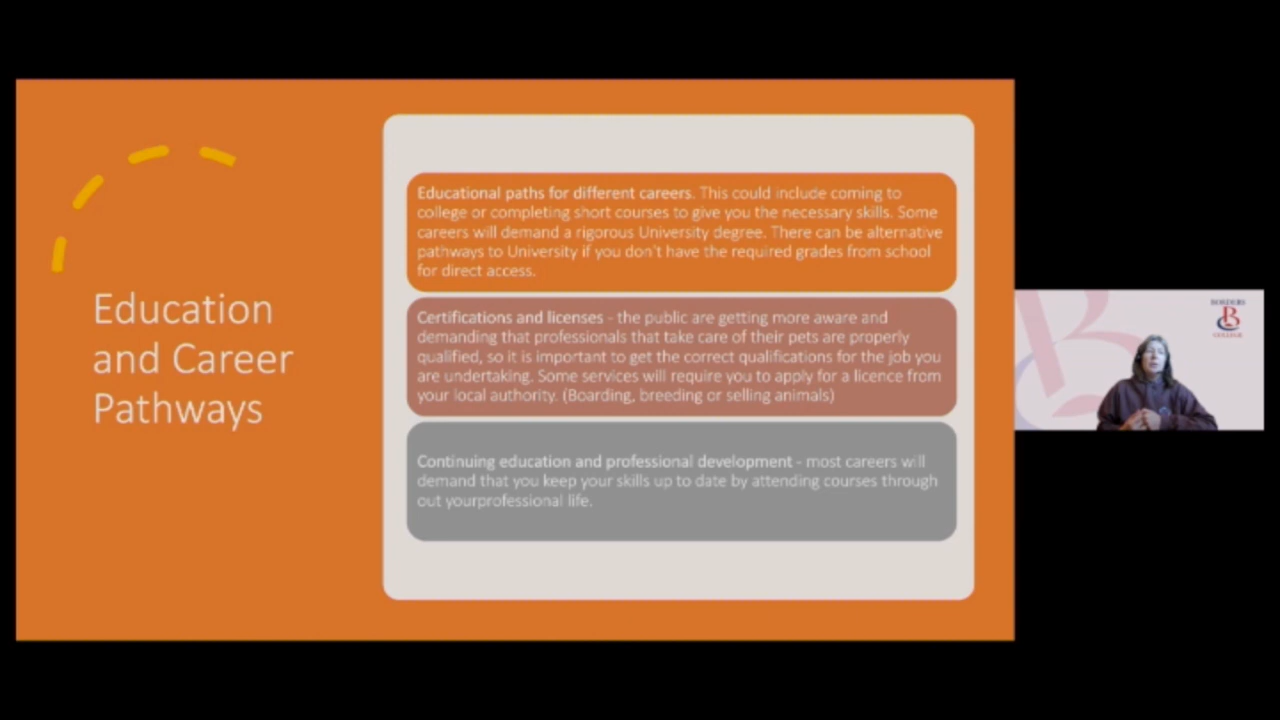 Education
and Career
Pathways
Educational paths for different careers. This could include coming to
college or completing short courses to give you the necessary skills. Some
careers will demand a rigorous University degree. There can be alternative
pathways to University if you don't have the required grades from school
for direct access.
Certifications and licenses - the public are getting more aware and
demanding that professionals that take care of their pets are properly
qualified, so it is important to get the correct qualifications for the job you
are undertaking. Some services will require you to apply for a licence from
your local authority. (Boarding, breeding or selling animals)
Continuing education and professional development - most careers will
demand that you keep your skills up to date by attending courses through
out yourprofessional life.
BORDERS
B
COLLEGE